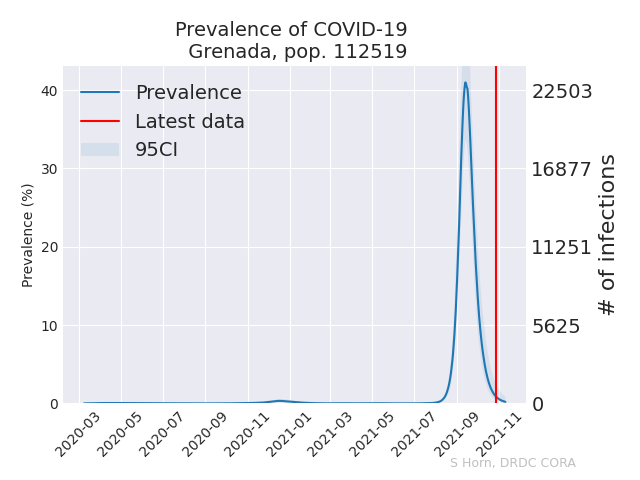 Prevalence of COVID-19
Grenada, pop. 112519
Prevalence
Latest data
95CI
Prevalence (%)
40
30
20
10
0
22503
16877
11251
5625
0
# of infections
2020-03
2020-05
2020-07
2020-09
2020-11
2021-01
2021-03
2021-05
2021-07
2021-09
2021-11
S Horn, DRDC CORA